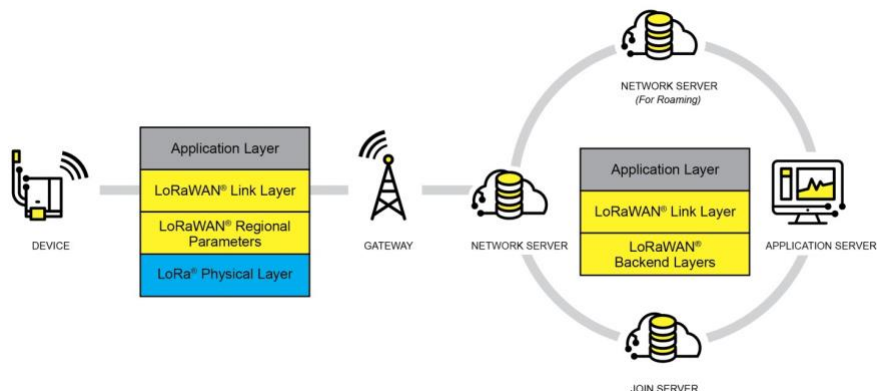 NETWORK SERVER
(For Roaming)
Application Layer
LoRaWAN® Link Layer
LoRaWAN® Regional
Parameters
LoRa® Physical Layer
DEVICE
GATEWAY
NETWORK SERVER
Application Layer
LoRaWAN® Link Layer
LoRaWAN®
Backend Layers
APPLICATION SERVER
JOIN SERVER